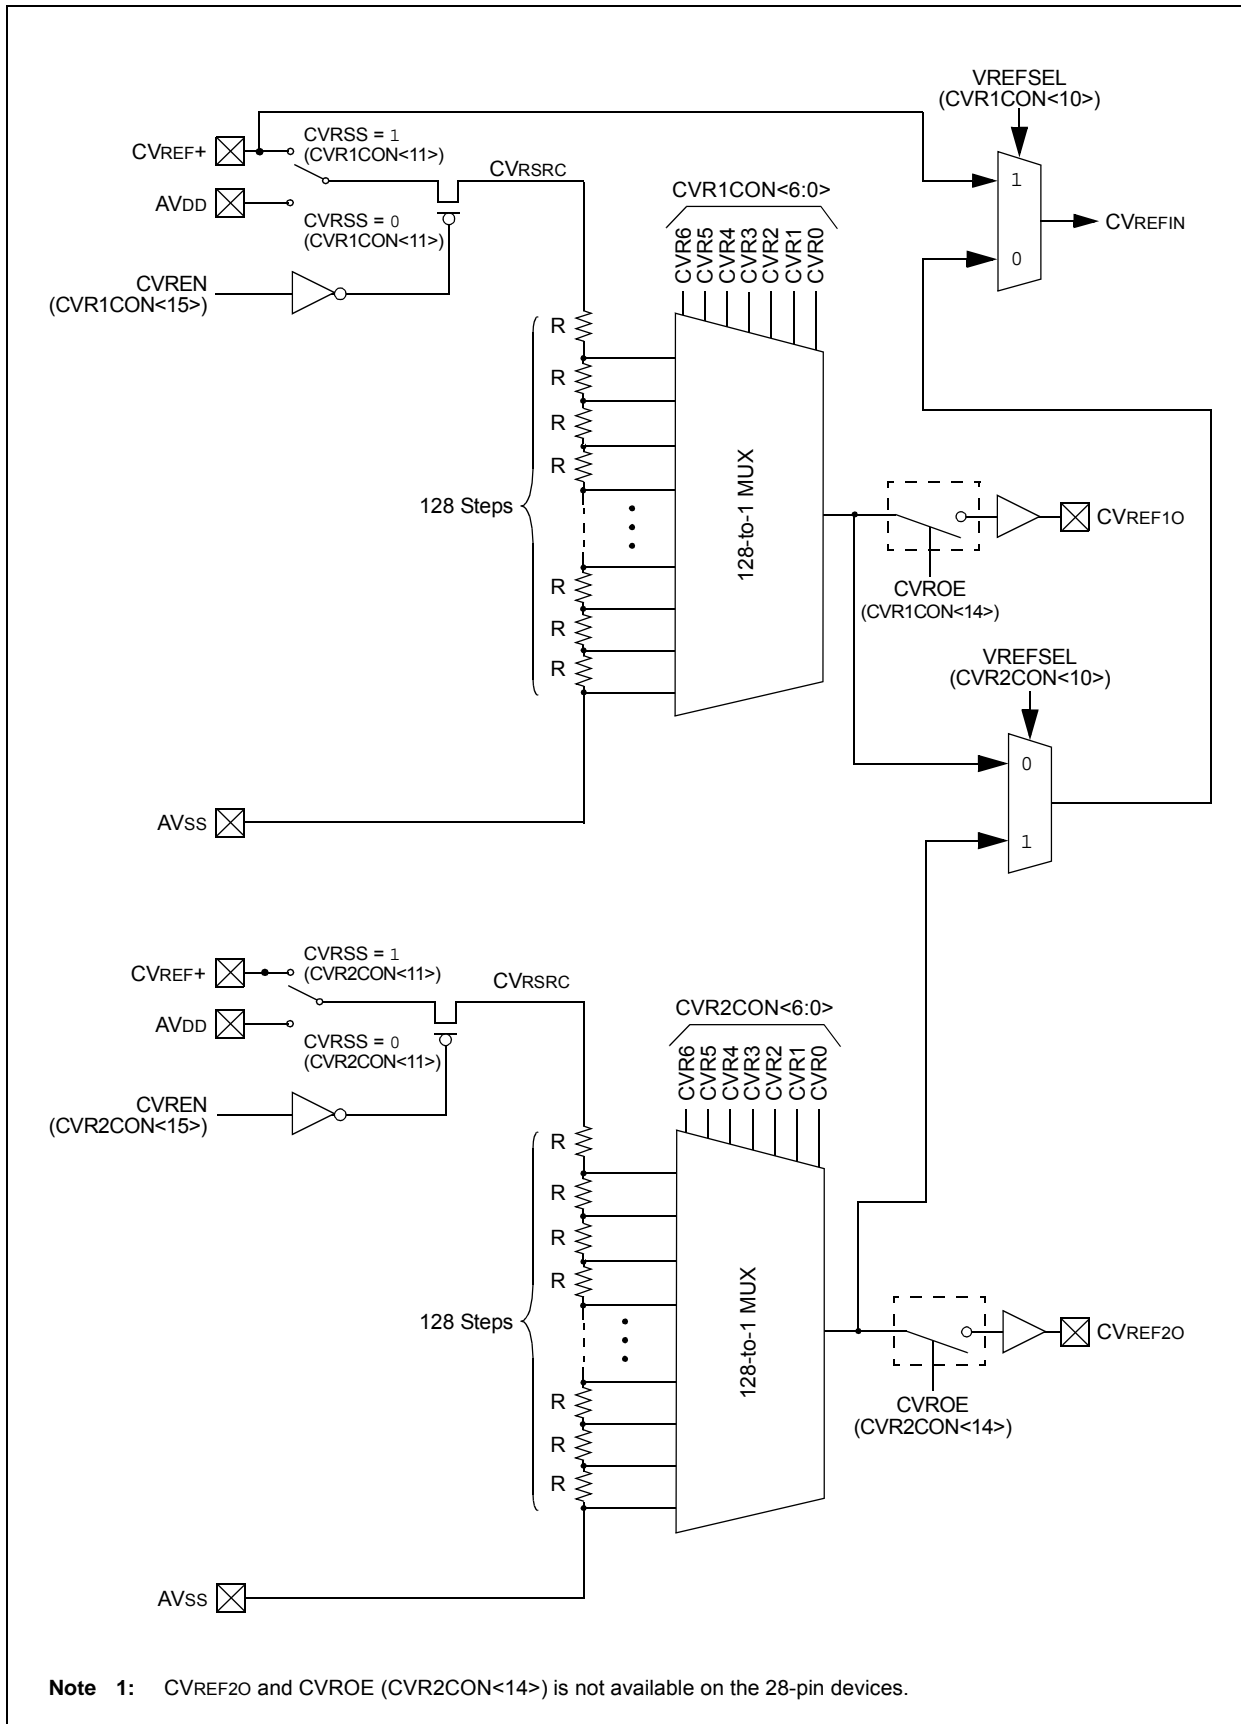 VREFSEL
(CVR1CON<10>)
CVREF+
CVRSS = 1
(CVR1CON<11>)
CVRSRC
AVDD
CVRSS = 0
(CVR1CON<11>)
CVREN
(CVR1CON<15>)
CVR1CON<6:0>
CVR6
CVR5
CVR4
CVR3
CVR2
CVR1
CVR0
1
0
CVREFIN
R
R
R
R
128 Steps
R
R
R
128-to-1 MUX
CVREF1O
CVROE
(CVR1CON<14>)
VREFSEL
(CVR2CON<10>)
0
1
AVSS
CVREF+
CVRSS = 1
(CVR2CON<11>)
CVRSRC
AVDD
CVRSS = 0
(CVR2CON<11>)
CVREN
(CVR2CON<15>)
CVR2CON<6:0>
CVR6
CVR5
CVR4
CVR3
CVR2
CVR1
CVR0
R
R
R
R
128 Steps
R
R
R
128-to-1 MUX
CVREF2O
CVROE
(CVR2CON<14>)
AVSS
Note 1: CVREF2O and CVROE (CVR2CON<14>) is not available on the 28-pin devices.